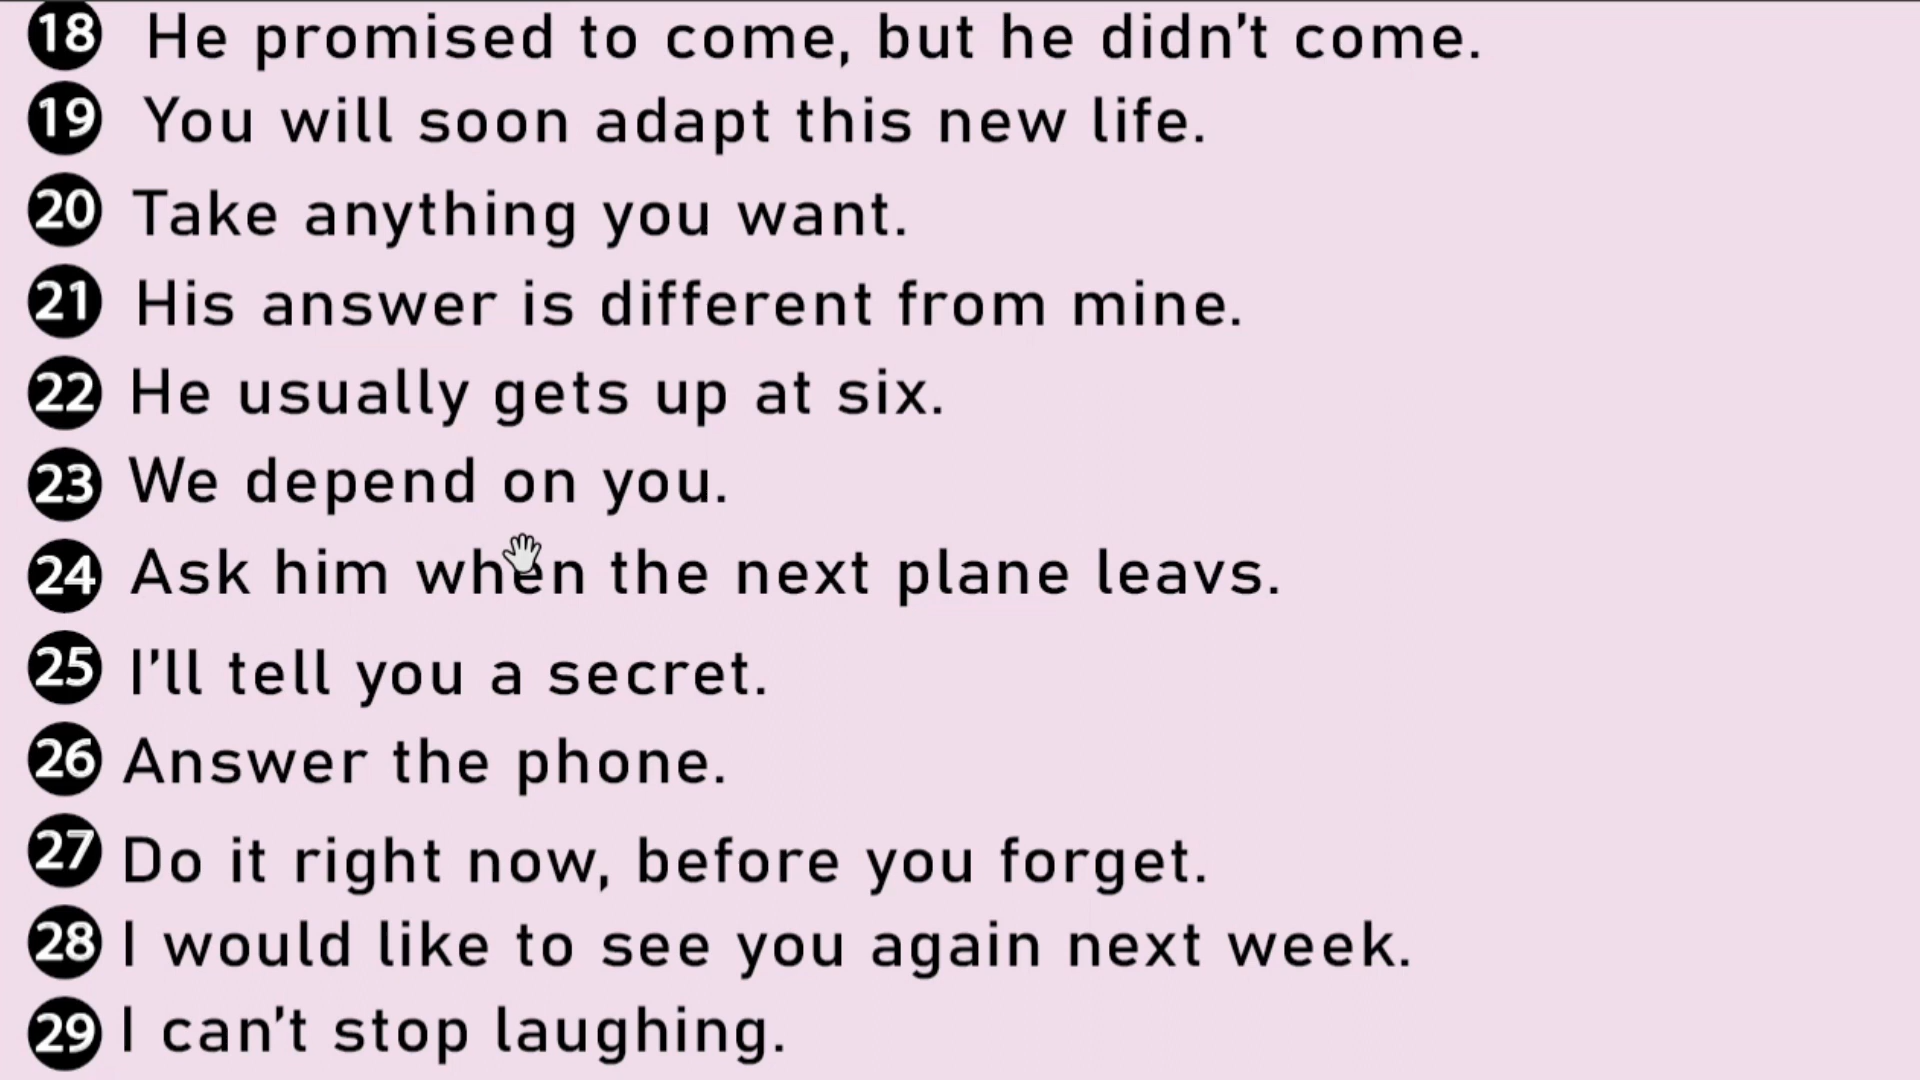 18 He promised to come, but he didn't come.
19 You will soon adapt this new life.
20 Take anything you want.
21 His answer is different from mine.
22 He usually gets up at six.
23 We depend on you.
24 Ask him when the next plane leavs.
25 I'll tell you a secret.
26 Answer the phone.
27 Do it right now, before you forget.
28 I would like to see you again next week.
29 I can't stop laughing.